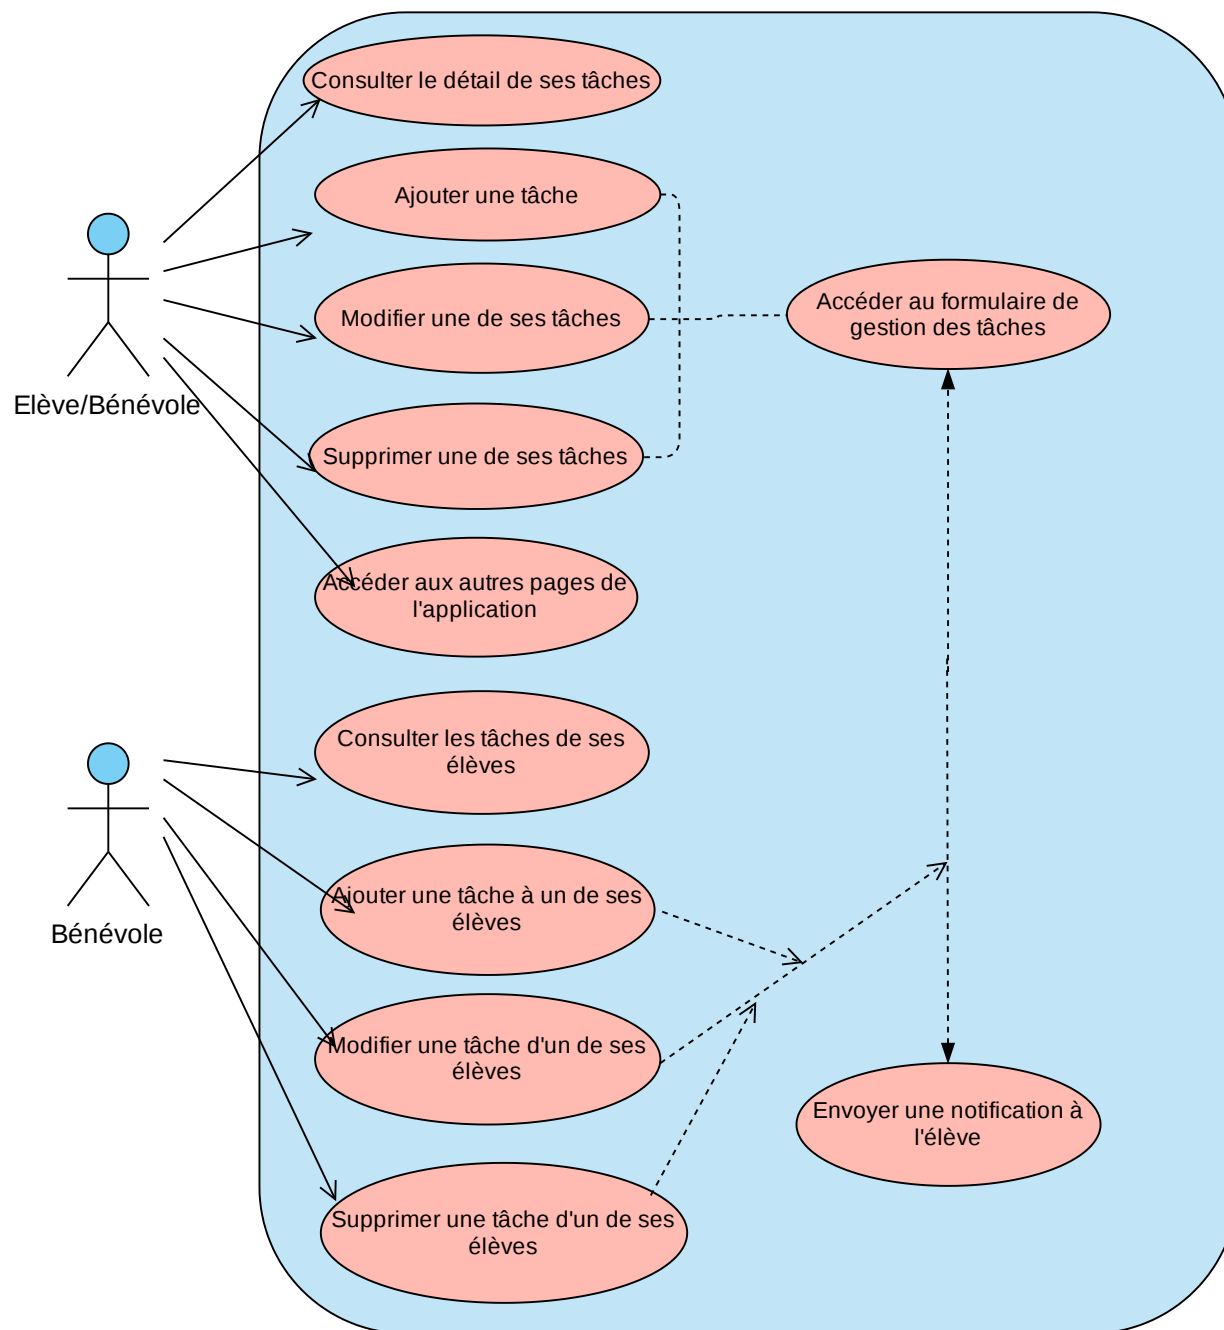 Consulter le détail de ses tâches
Ajouter une tâche
Accéder au formulaire de
gestion des tâches
Modifier une de ses tâches
Elève/Bénévole
Supprimer une de ses tâches
Accéder aux autres pages de
l'application
Consulter les tâches de ses
élèves
Bénévole
Ajouter une tâche à un de ses
élèves
Modifier une tâche d'un de ses
élèves
Envoyer une notification à
l'élève
Supprimer une tâche d'un de ses
élèves